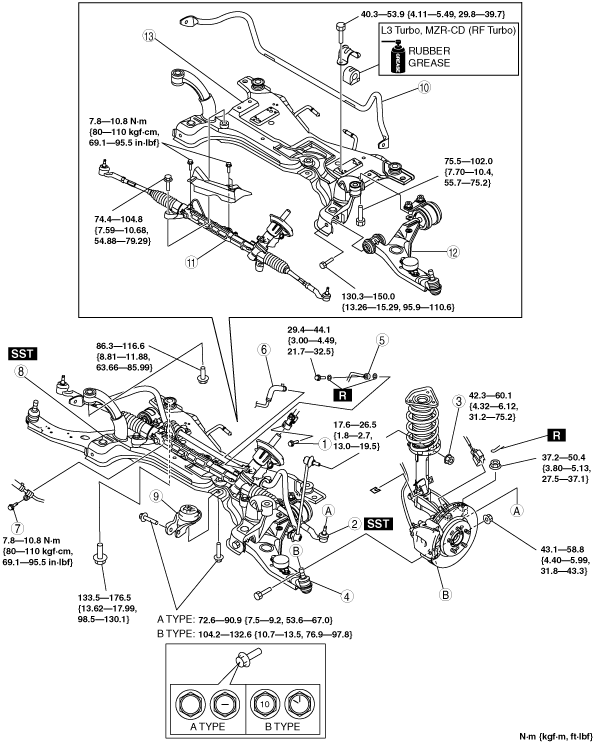 40.3—53.9 {4.11—5.49, 29.8—39.7}
L3 Turbo, MZR-CD (RF Turbo)
GREASE
RUBBER
GREASE
13
10
7.8—10.8 N·m
{80—110 kgf·cm,
69.1—95.5 in·lbf}
75.5—102.0
{7.70—10.4,
55.7—75.2}
74.4—104.8
{7.59—10.68,
54.88—79.29}
11
12
130.3—150.0
{13.26—15.29, 95.9—110.6}
86.3—116.6
{8.81—11.88,
63.66—85.99}
SST
8
29.4—44.1
{3.00—4.49,
21.7—32.5}
6
5
R
42.3—60.1
{4.32—6.12,
31.2—75.2}
3
17.6—26.5
{1.8—2.7,
13.0—19.5}
1
R
37.2—50.4
{3.80—5.13,
27.5—37.1}
9
A
2
SST
A
7
7.8—10.8 N·m
{80—110 kgf·cm,
69.1—95.5 in·lbf}
B
43.1—58.8
{4.40—5.99,
31.8—43.3}
4
B
133.5—176.5
{13.62—17.99,
98.5—130.1}
A TYPE: 72.6—90.9 {7.5—9.2, 53.6—67.0}
B TYPE: 104.2—132.6 {10.7—13.5, 76.9—97.8}
10
A TYPE
B TYPE
N·m {kgf·m, ft·lbf}